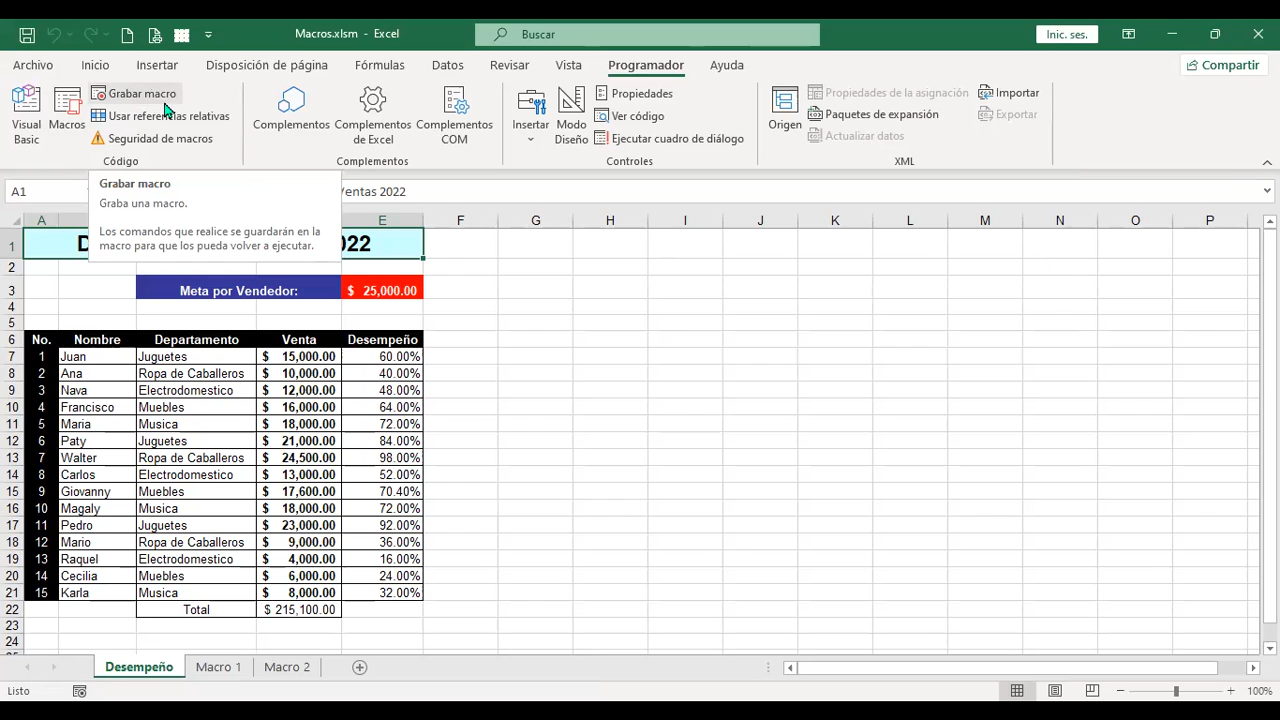 Macros.xlsm - Excel
Buscar
Inic. ses.
Archivo Inicio Insertar Disposición de página Fórmulas Datos Revisar Vista Programador Ayuda
Compartir
Visual Basic
Macros
Grabar macro
Usar referencias relativas
Seguridad de macros
Código
Complementos
Complementos de Excel
Complementos COM
Complementos
Insertar
Modo Diseño
Propiedades
Ver código
Ejecutar cuadro de diálogo
Controles
Origen
Propiedades de la asignación
Paquetes de expansión
Actualizar datos
Importar
Exportar
XML
A1
Ventas 2022
Grabar macro
Graba una macro.
Los comandos que realice se guardarán en la
macro para que los pueda volver a ejecutar.
A E F G H I J K L M N O P
1 D 022
2
3 Meta por Vendedor: $ 25,000.00
4
5
6 No. Nombre Departamento Venta Desempeño
7 1 Juan Juguetes $ 15,000.00 60.00%
8 2 Ana Ropa de Caballeros $ 10,000.00 40.00%
9 3 Nava Electrodomestico $ 12,000.00 48.00%
10 4 Francisco Muebles $ 16,000.00 64.00%
11 5 Maria Musica $ 18,000.00 72.00%
12 6 Paty Juguetes $ 21,000.00 84.00%
13 7 Walter Ropa de Caballeros $ 24,500.00 98.00%
14 8 Carlos Electrodomestico $ 13,000.00 52.00%
15 9 Giovanny Muebles $ 17,600.00 70.40%
16 10 Magaly Musica $ 18,000.00 72.00%
17 11 Pedro Juguetes $ 23,000.00 92.00%
18 12 Mario Ropa de Caballeros $ 9,000.00 36.00%
19 13 Raquel Electrodomestico $ 4,000.00 16.00%
20 14 Cecilia Muebles $ 6,000.00 24.00%
21 15 Karla Musica $ 8,000.00 32.00%
22 Total $ 215,100.00
23
24
Desempeño Macro 1 Macro 2
Listo
100%